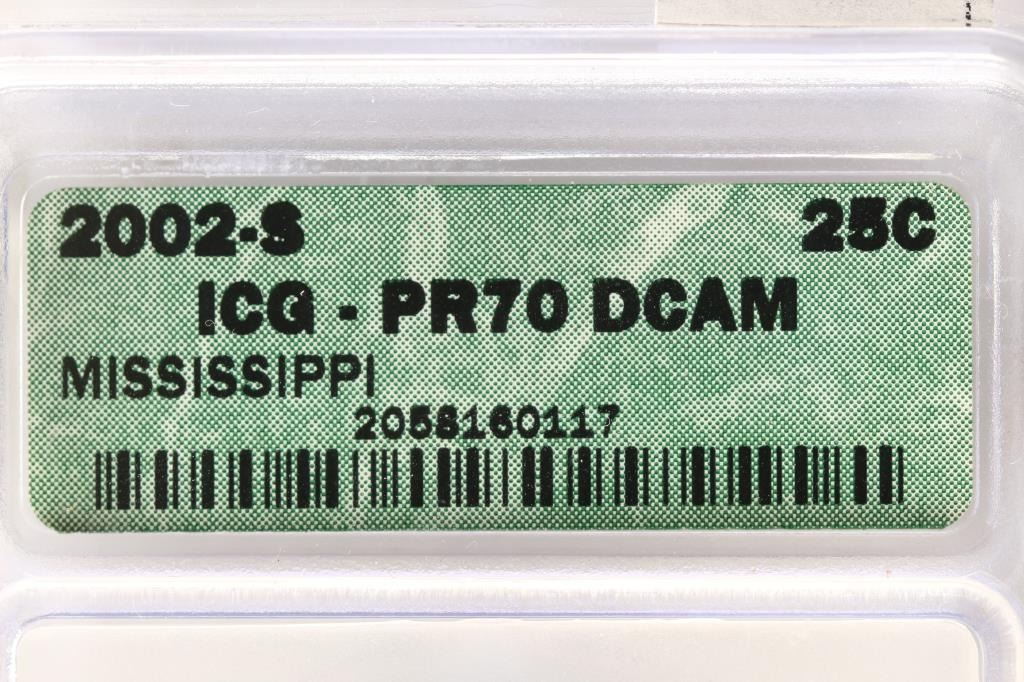 2002-S 25C
ICG - PR70 DCAM
MISSISSIPPI
2058160117